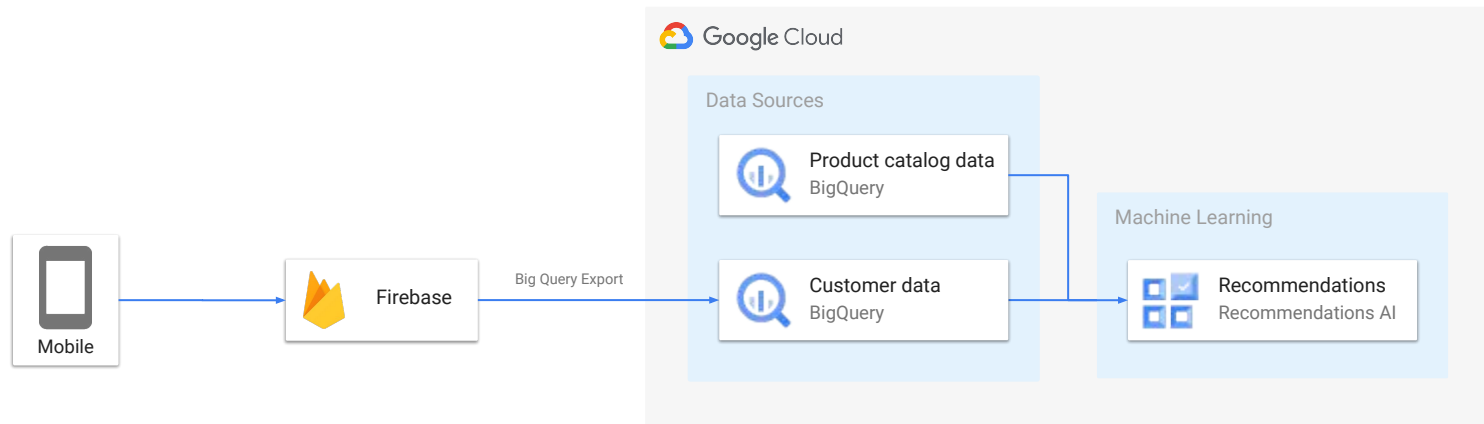 Google Cloud
Data Sources
Product catalog data
BigQuery
Machine Learning
Mobile
Firebase
Big Query Export
Customer data
BigQuery
Recommendations
Recommendations AI